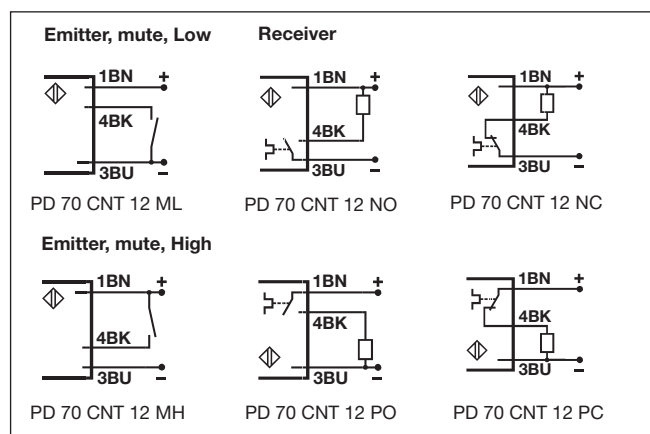 Emitter, mute, Low
Receiver
1BN +
4BK
3BU −
PD 70 CNT 12 ML
1BN +
4BK
3BU −
PD 70 CNT 12 NO
1BN +
4BK
3BU −
PD 70 CNT 12 NC
Emitter, mute, High
1BN +
4BK
3BU −
PD 70 CNT 12 MH
1BN +
4BK
3BU −
PD 70 CNT 12 PO
1BN +
4BK
3BU −
PD 70 CNT 12 PC